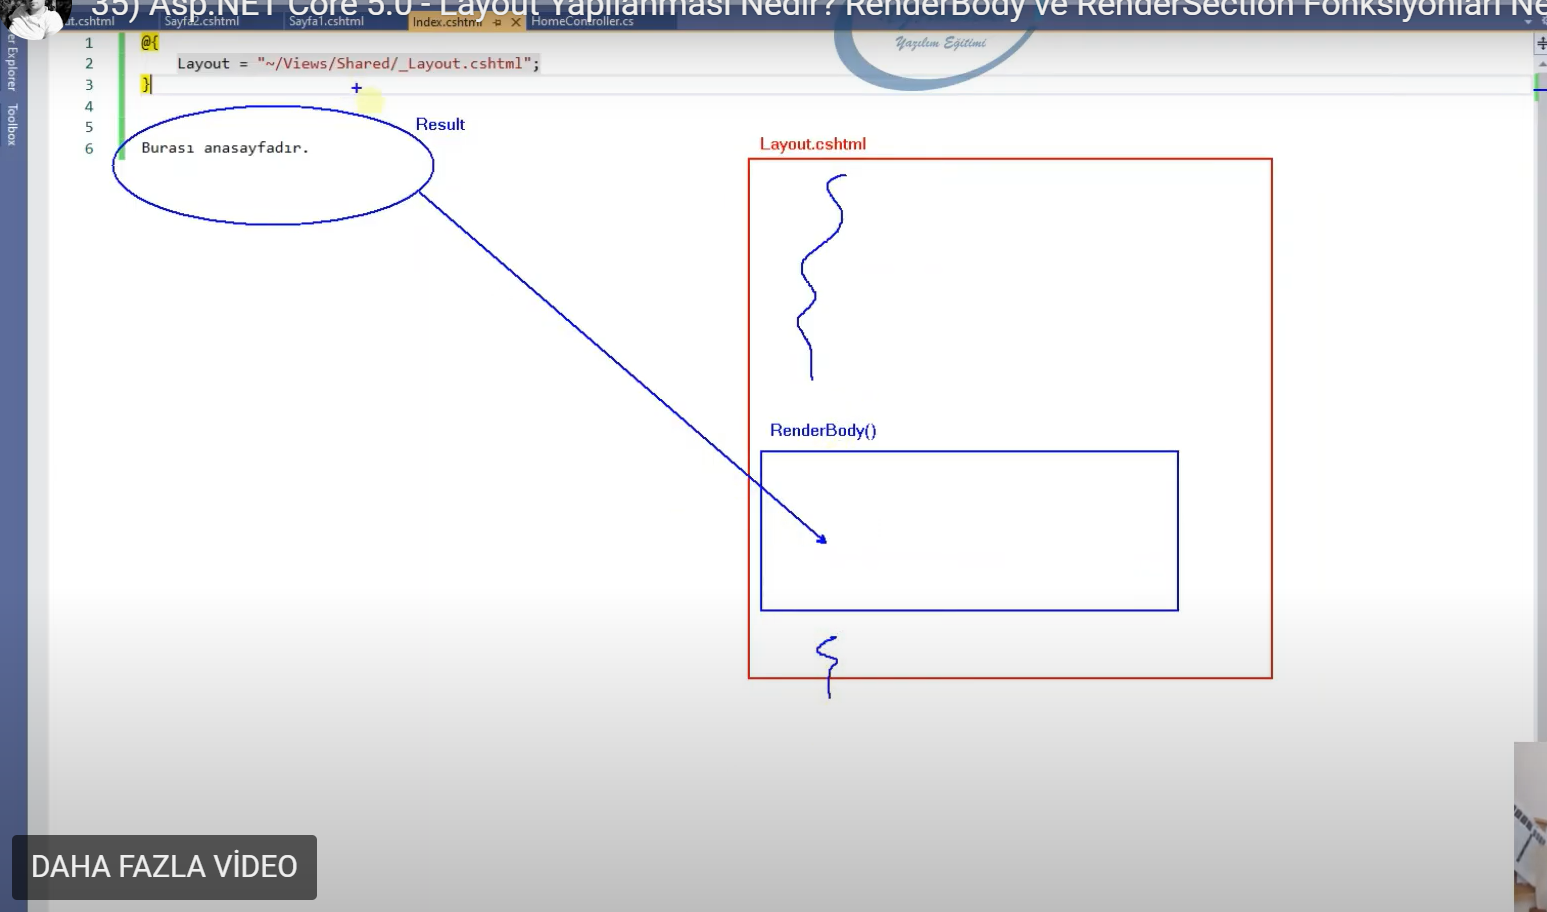 35) Asp.NET Core 5.0 - Layout Yapılanması Nedir? RenderBody ve RenderSection Fonksiyonları Ne
ut.cshtml Sayfa2.cshtml Sayfa1.cshtml Index.cshtml HomeController.cs
er Explorer
Toolbox
Yazılım Eğitimi
1 @{
2 Layout = "~/Views/Shared/_Layout.cshtml";
3 }
4
5
6 Burası anasayfadır.
Result
Layout.cshtml
RenderBody()
DAHA FAZLA VİDEO